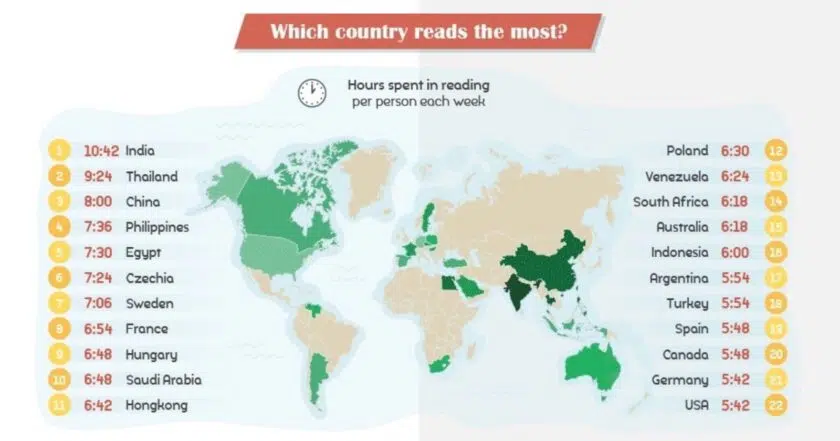 Which country reads the most?
Hours spent in reading
per person each week
1 10:42 India
2 9:24 Thailand
3 8:00 China
4 7:36 Philippines
5 7:30 Egypt
6 7:24 Czechia
7 7:06 Sweden
8 6:54 France
9 6:48 Hungary
10 6:48 Saudi Arabia
11 6:42 Hongkong
Poland 6:30 12
Venezuela 6:24 13
South Africa 6:18 14
Australia 6:18 15
Indonesia 6:00 16
Argentina 5:54 17
Turkey 5:54 18
Spain 5:48 19
Canada 5:48 20
Germany 5:42 21
USA 5:42 22